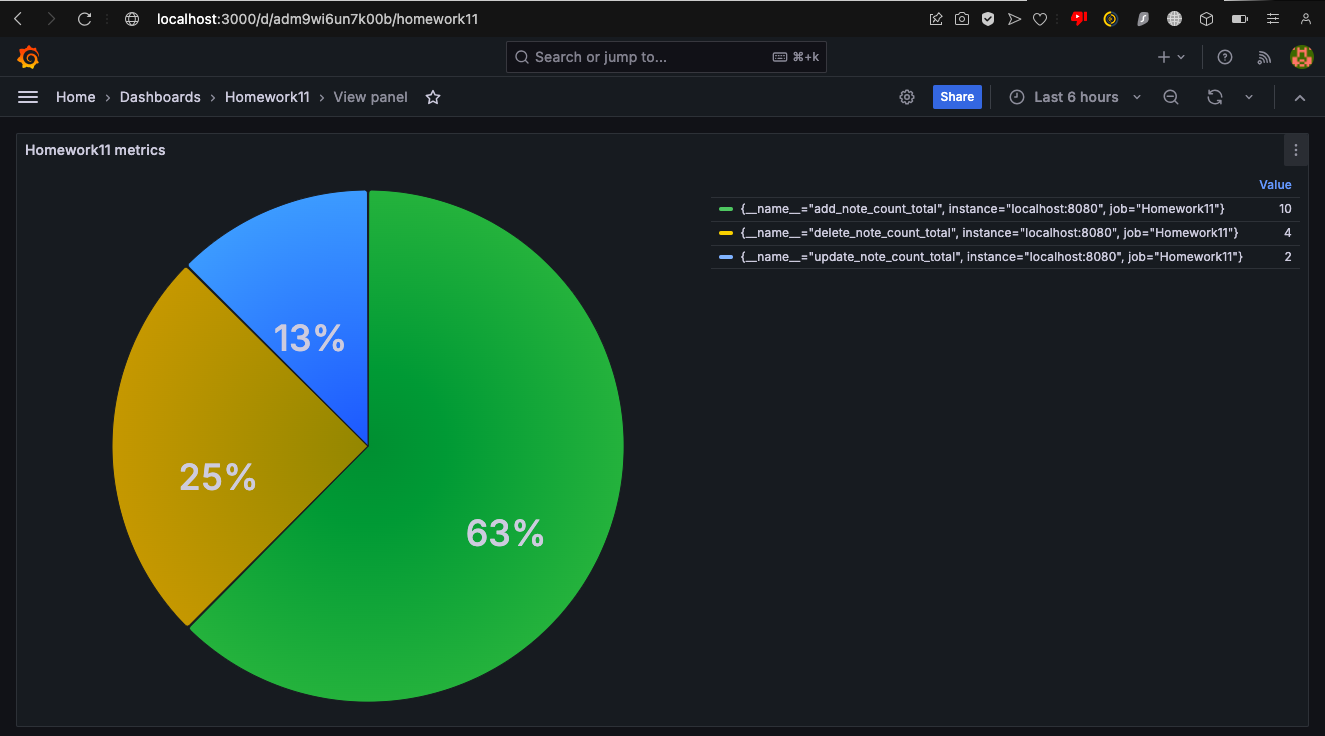 localhost:3000/d/adm9wi6un7k00b/homework11
Search or jump to... ⌘+k
Home › Dashboards › Homework11 › View panel
Share
Last 6 hours
Homework11 metrics
Value
{__name__="add_note_count_total", instance="localhost:8080", job="Homework11"} 10
{__name__="delete_note_count_total", instance="localhost:8080", job="Homework11"} 4
{__name__="update_note_count_total", instance="localhost:8080", job="Homework11"} 2
13%
25%
63%